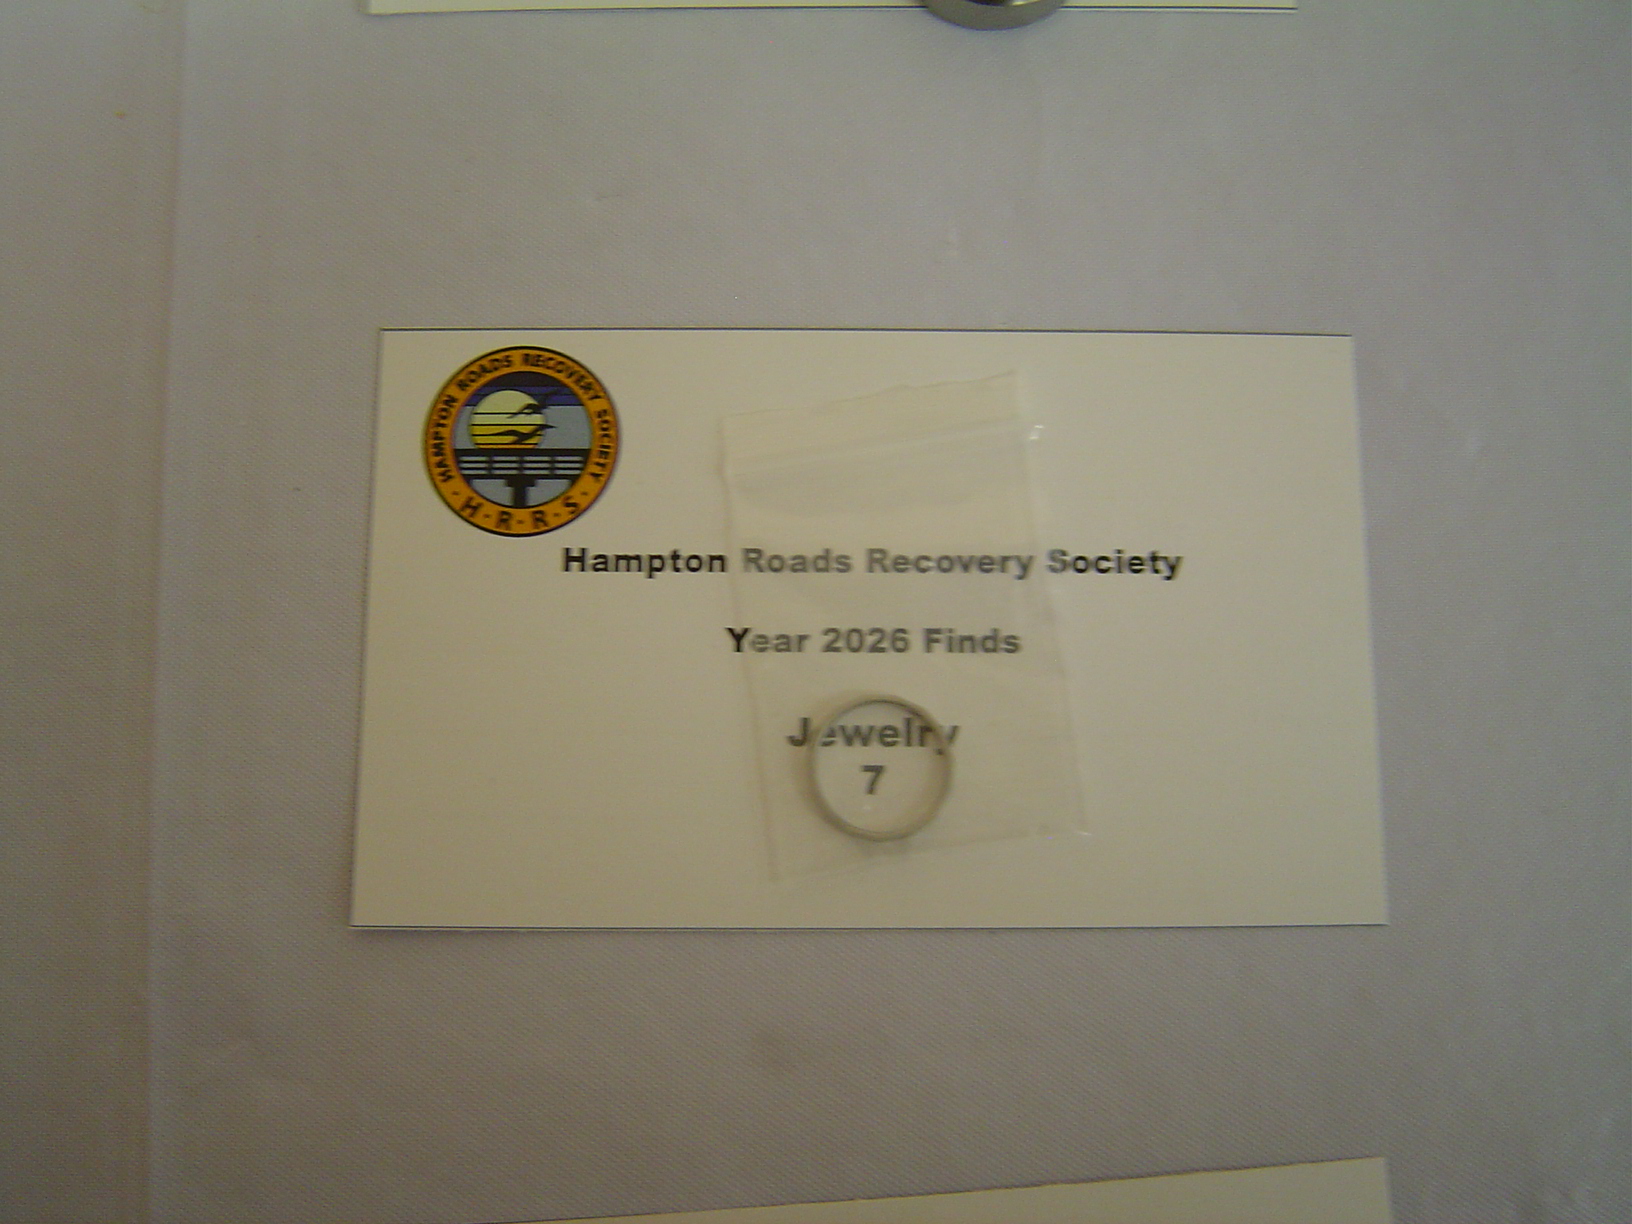 HAMPTON ROADS RECOVERY SOCIETY
· H · R · R · S ·
Hampton Roads Recovery Society
Year 2026 Finds
Jewelry
7